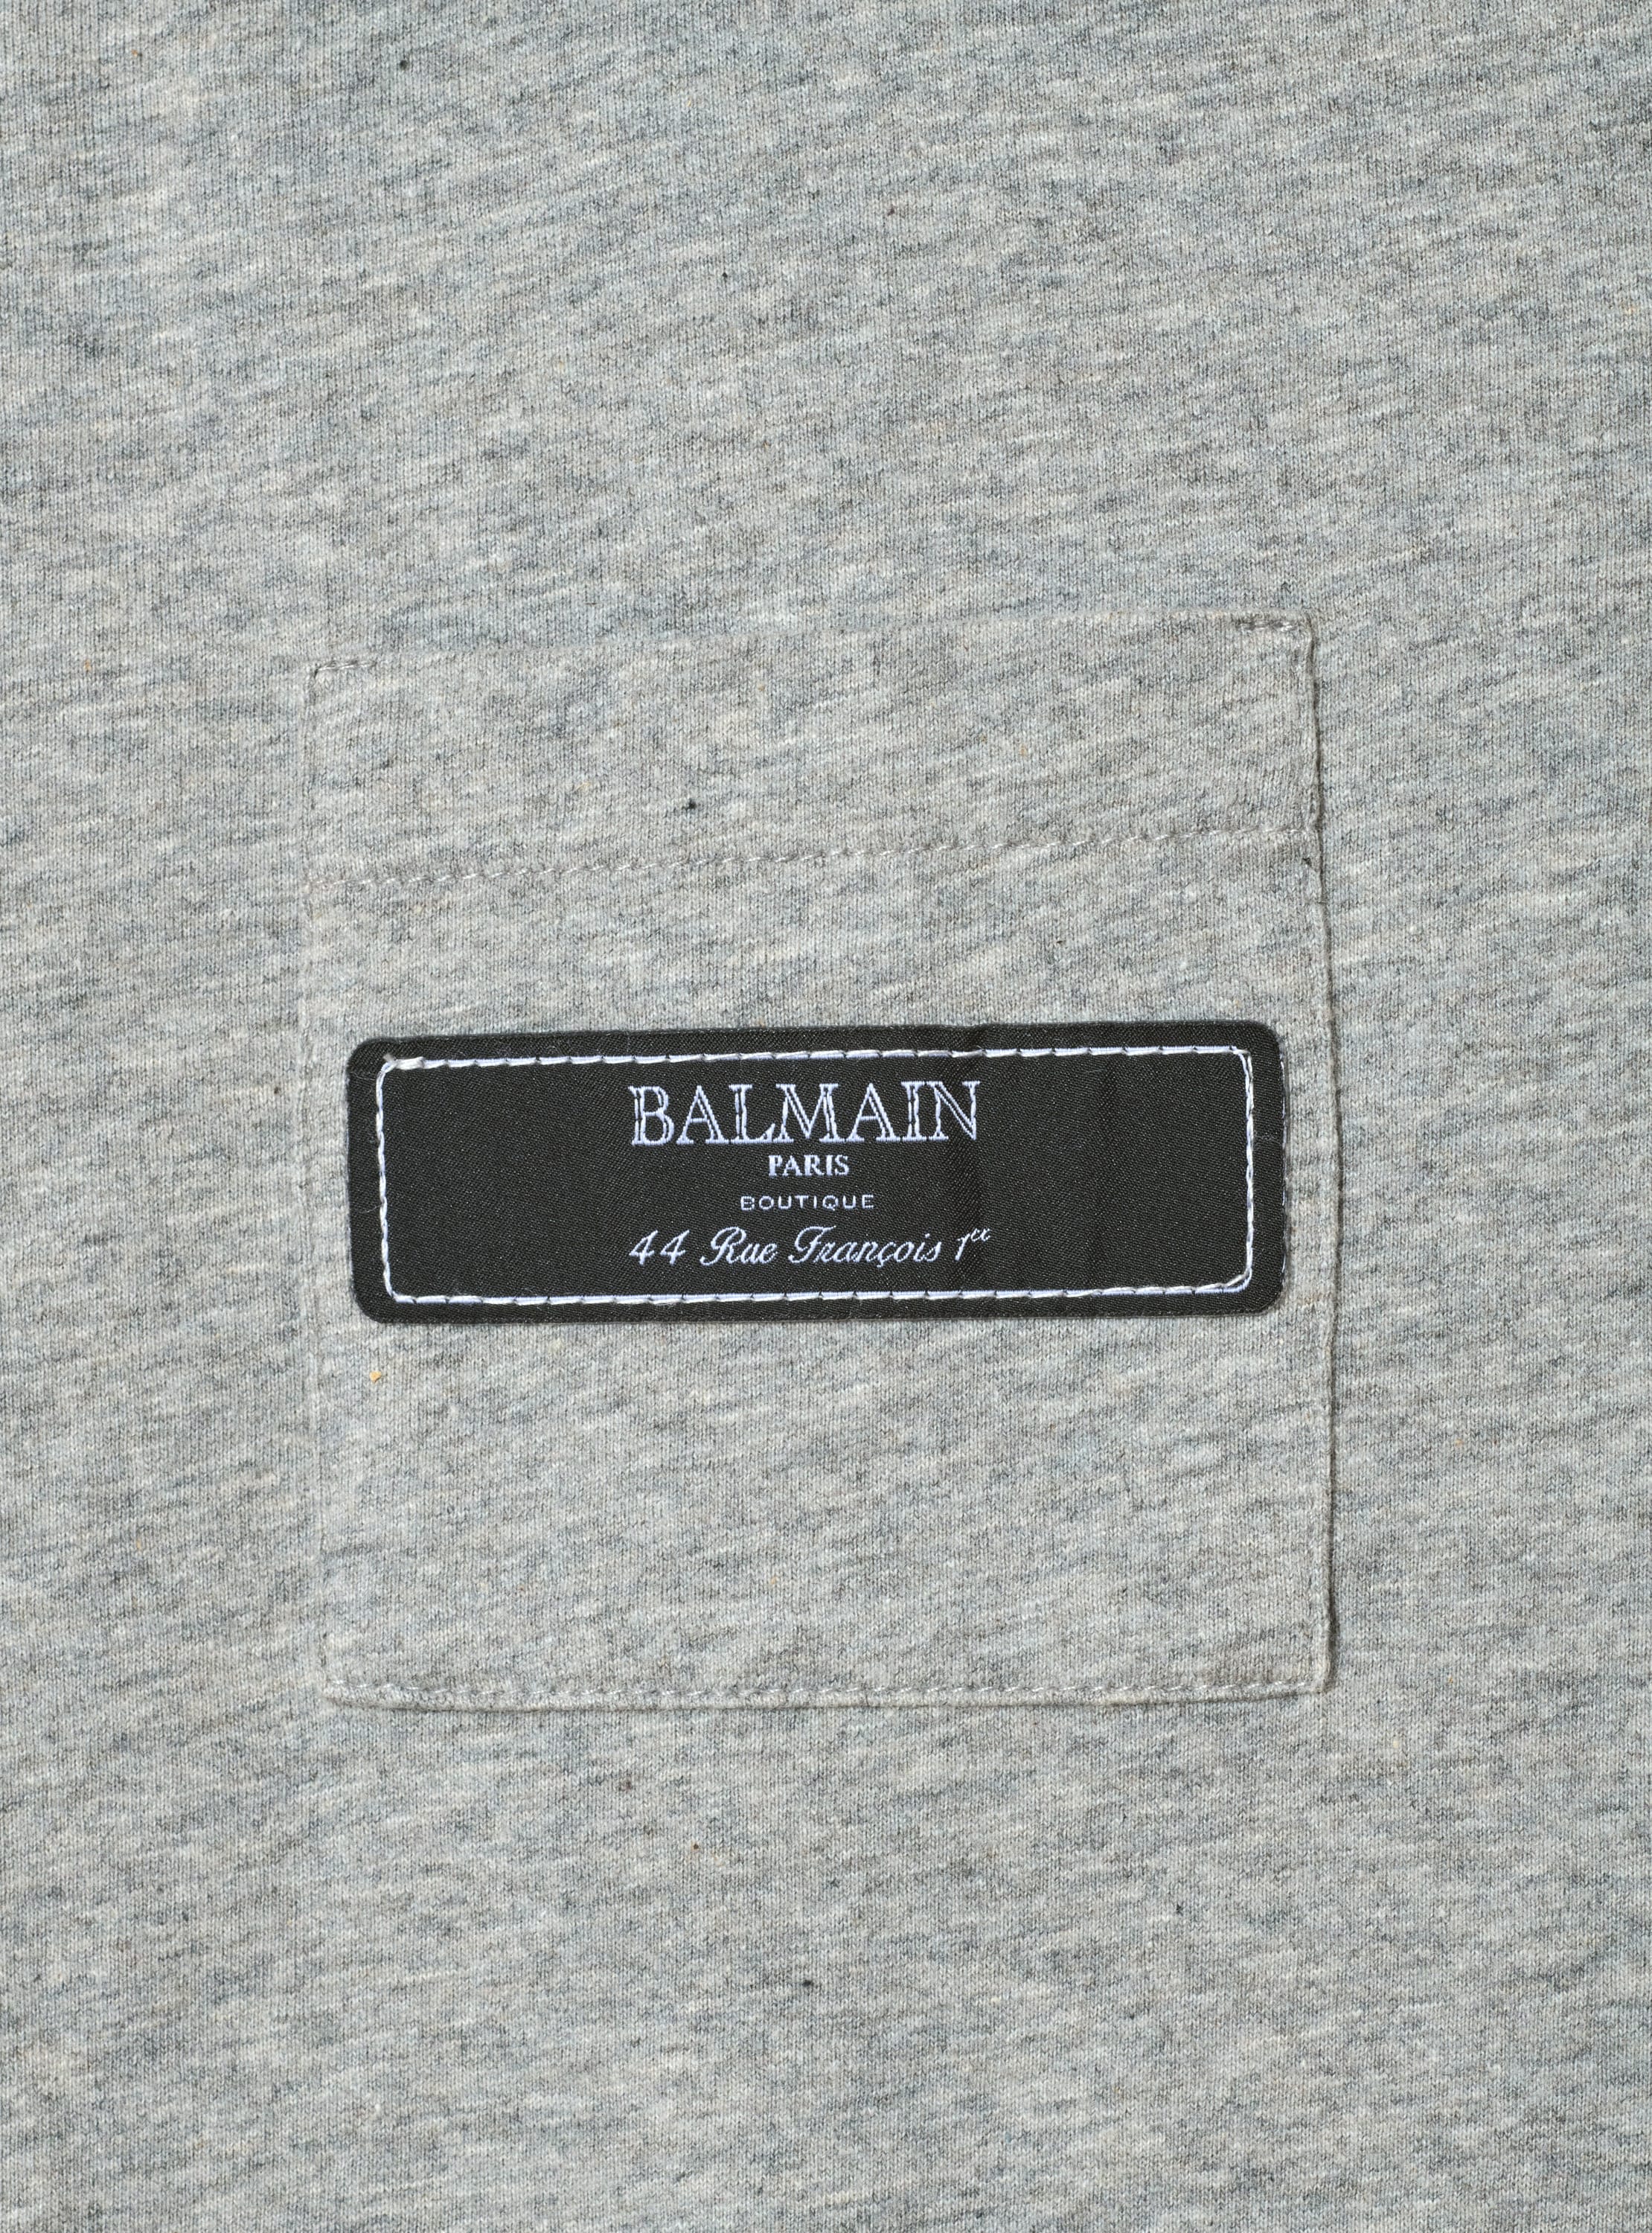 BALMAIN
PARIS
BOUTIQUE
44 Rue François 1er